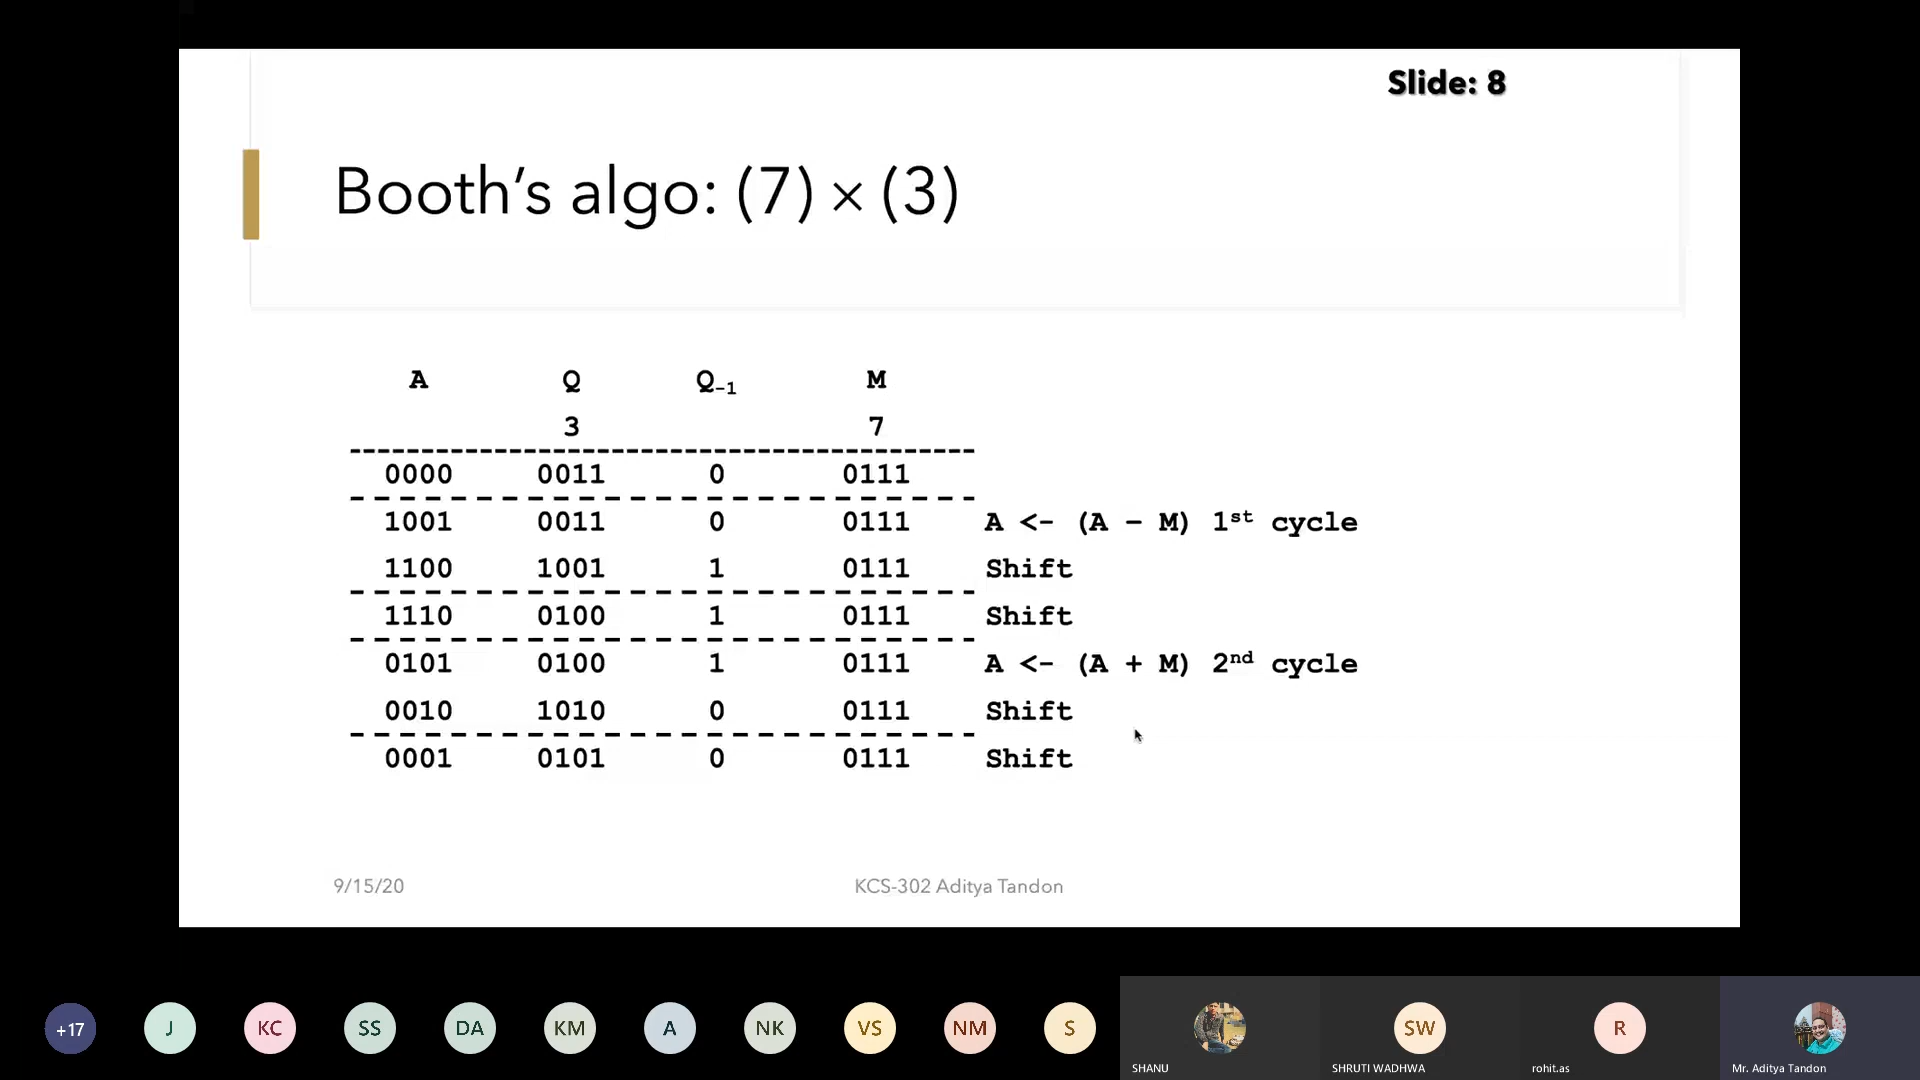 Slide: 8
Booth’s algo: (7) × (3)
A Q Q-1 M
3 7
0000 0011 0 0111
1001 0011 0 0111 A <- (A - M) 1st cycle
1100 1001 1 0111 Shift
1110 0100 1 0111 Shift
0101 0100 1 0111 A <- (A + M) 2nd cycle
0010 1010 0 0111 Shift
0001 0101 0 0111 Shift
9/15/20 KCS-302 Aditya Tandon
+17 J KC SS DA KM A NK VS NM S SW R
SHANU SHRUTI WADHWA rohit.as Mr. Aditya Tandon